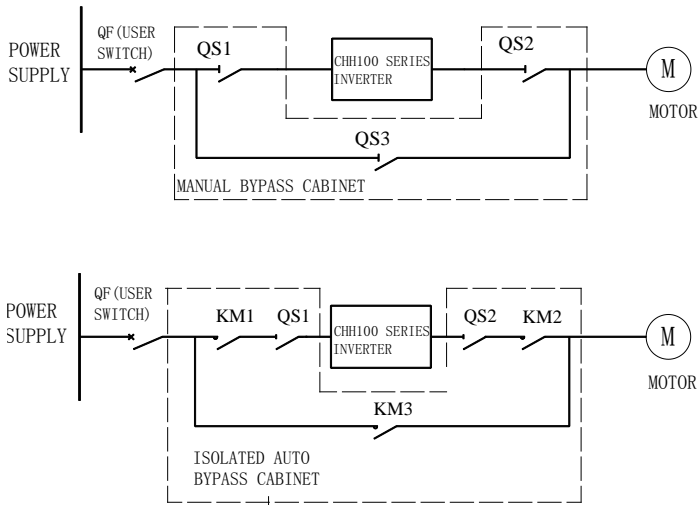 QF(USER
SWITCH)
POWER
SUPPLY
QS1
CHH100 SERIES
INVERTER
QS2
M
MOTOR
QS3
MANUAL BYPASS CABINET
QF(USER
SWITCH)
POWER
SUPPLY
KM1
QS1
CHH100 SERIES
INVERTER
QS2
KM2
M
MOTOR
KM3
ISOLATED AUTO
BYPASS CABINET